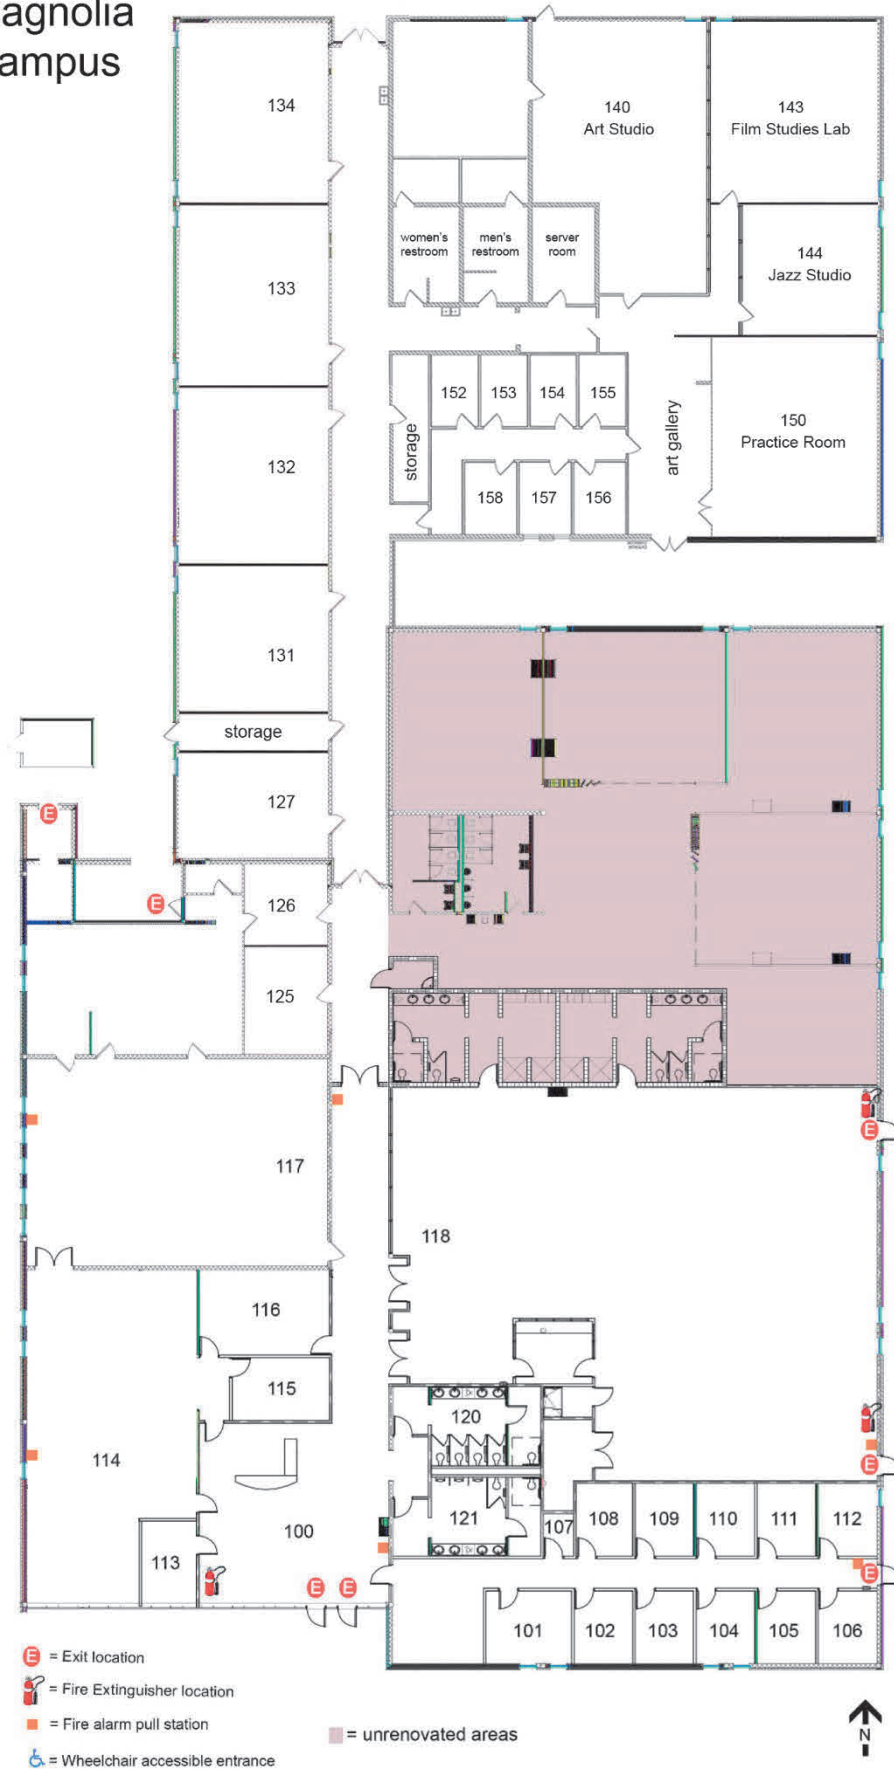 agnolia
ampus
134
140
Art Studio
143
Film Studies Lab
women's
restroom
men's
restroom
server
room
144
Jazz Studio
133
152
153
154
155
storage
art gallery
150
Practice Room
132
158
157
156
131
storage
127
126
125
117
118
116
115
120
114
121
100
113
107
108
109
110
111
112
101
102
103
104
105
106
E
E
E
E
E
E
E
E = Exit location
= Fire Extinguisher location
= Fire alarm pull station
= Wheelchair accessible entrance
= unrenovated areas
N